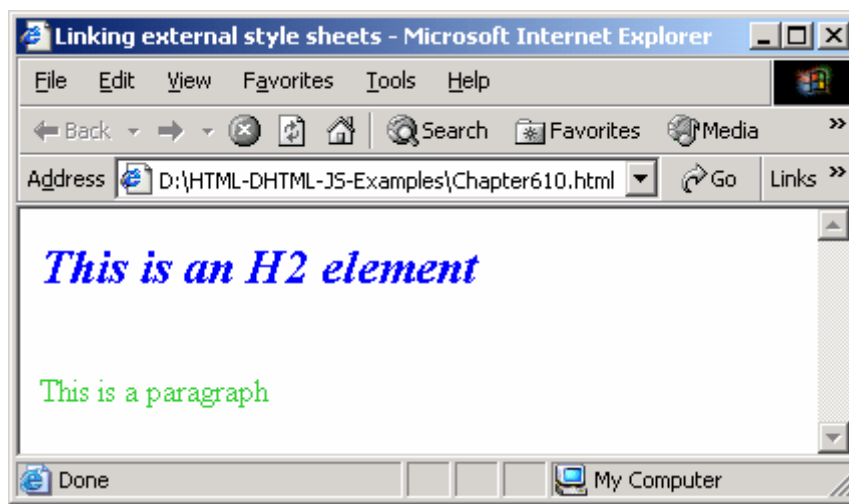 Linking external style sheets - Microsoft Internet Explorer
File Edit View Favorites Tools Help
Back Search Favorites Media »
Address D:\HTML-DHTML-JS-Examples\Chapter610.html Go Links »
This is an H2 element
This is a paragraph
Done My Computer